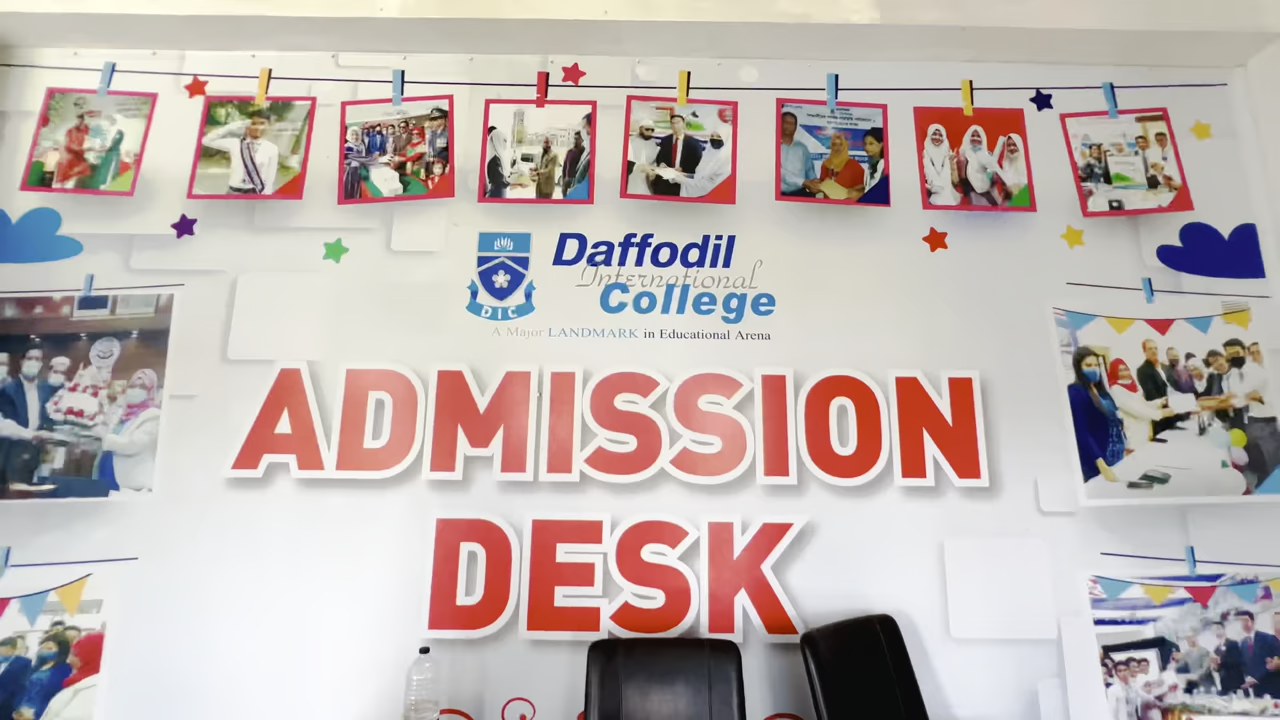 Daffodil
International
College
DIC
A Major LANDMARK in Educational Arena
ADMISSION
DESK